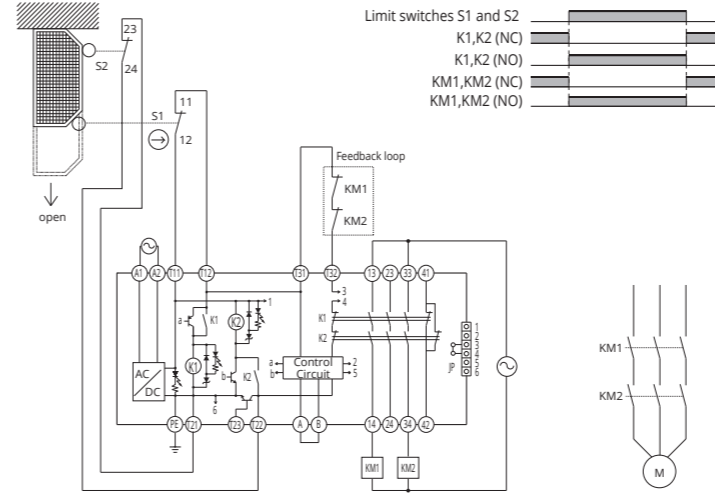 Limit switches S1 and S2
K1,K2 (NC)
K1,K2 (NO)
KM1,KM2 (NC)
KM1,KM2 (NO)
23
S2
24
11
S1
12
open
Feedback loop
KM1
KM2
A1 A2 T11 T12 T31 T32 13 23 33 41
1
3
4
a K1
K2
K1
K2
K1
b K2
a
b
Control
Circuit
2
5
AC
DC
6
1
2
3
4
5
6
JP
PE T21 T23 T22 A B 14 24 34 42
KM1 KM2
KM1
KM2
M